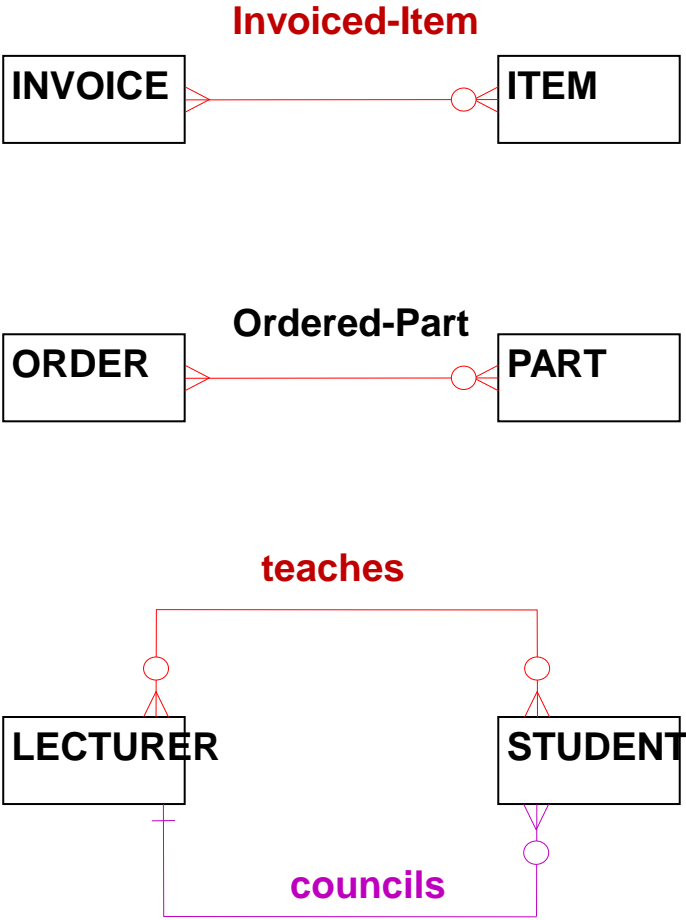 Invoiced-Item
INVOICE
ITEM
Ordered-Part
ORDER
PART
teaches
LECTURER
STUDENT
councils